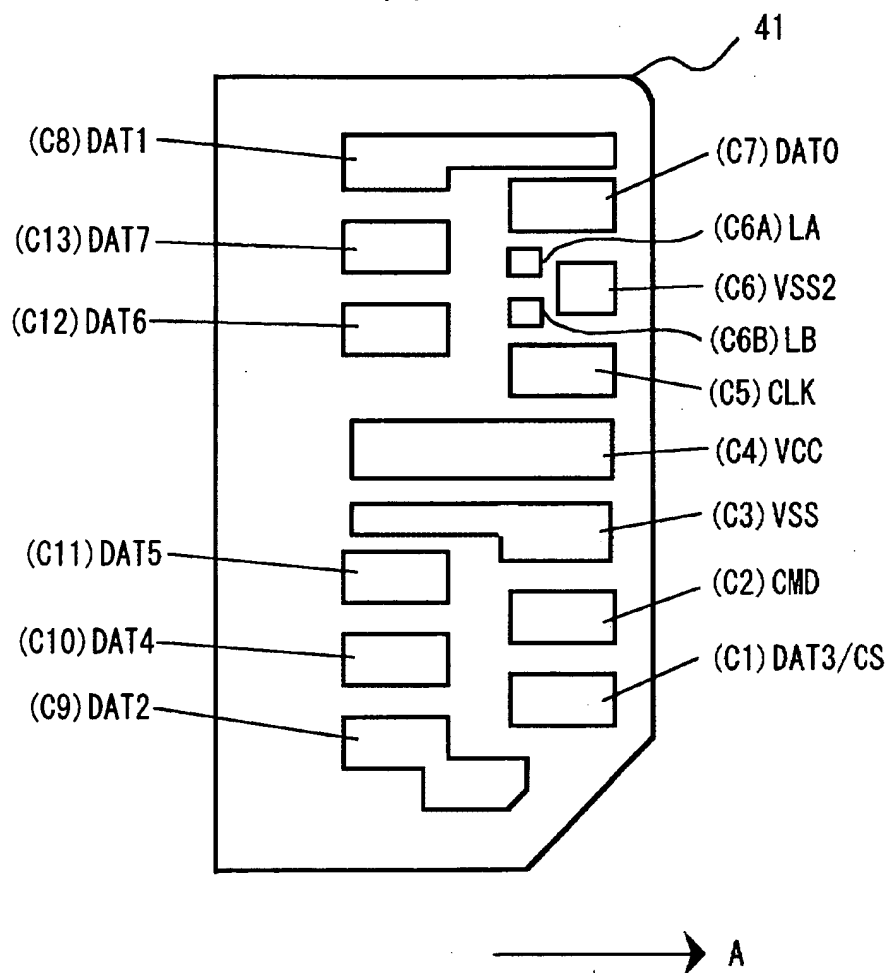 41
(C8)DAT1
(C7)DAT0
(C13)DAT7
(C6A)LA
(C6)VSS2
(C12)DAT6
(C6B)LB
(C5)CLK
(C4)VCC
(C3)VSS
(C11)DAT5
(C2)CMD
(C10)DAT4
(C1)DAT3/CS
(C9)DAT2
A